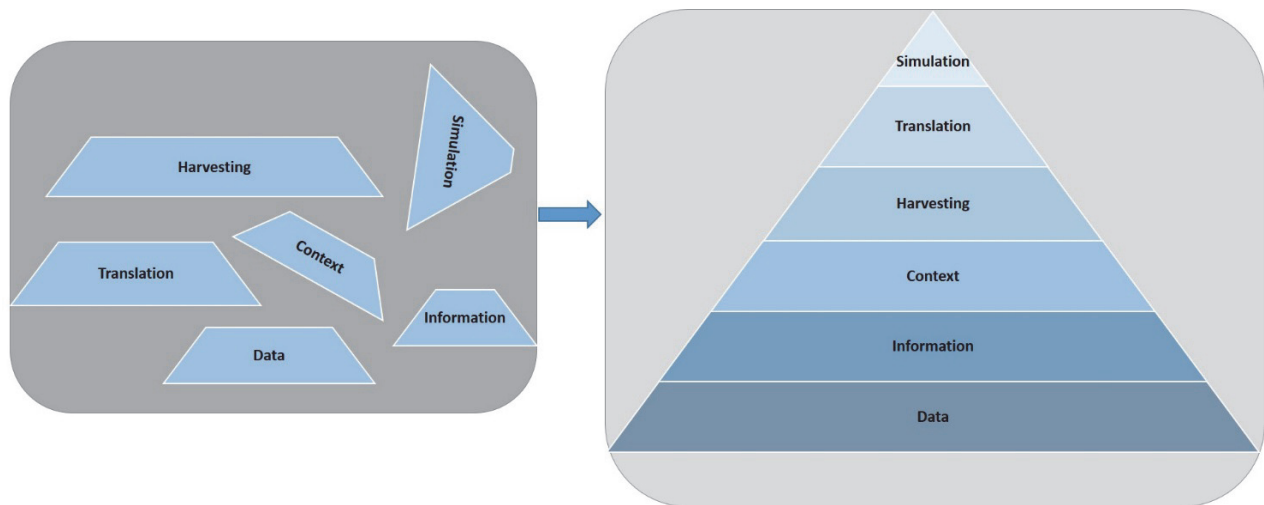 Harvesting
Simulation
Context
Translation
Information
Data
Simulation
Translation
Harvesting
Context
Information
Data